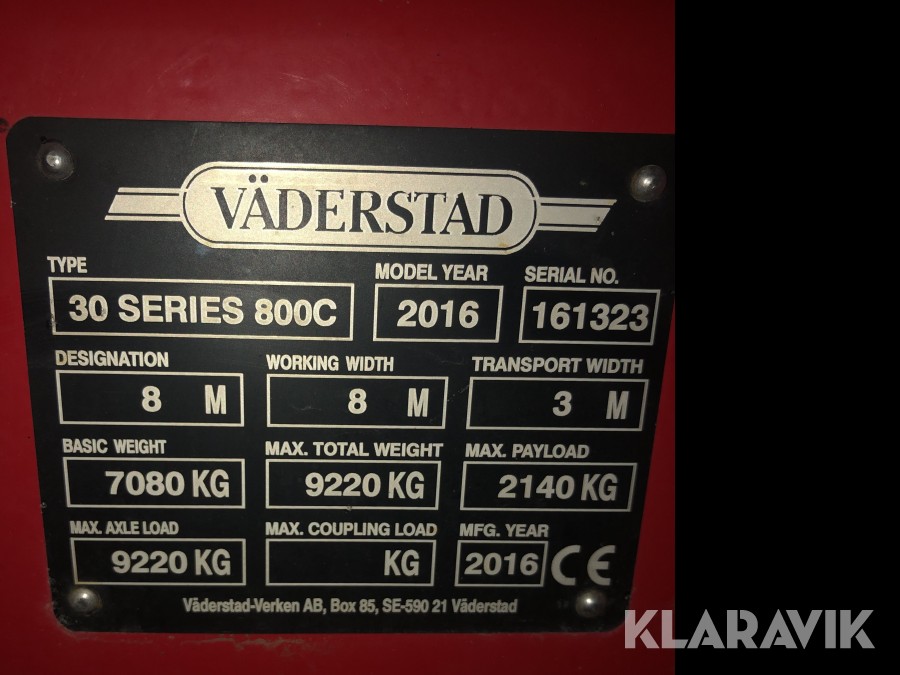 VÄDERSTAD
TYPE MODEL YEAR SERIAL NO.
30 SERIES 800C 2016 161323
DESIGNATION WORKING WIDTH TRANSPORT WIDTH
8 M 8 M 3 M
BASIC WEIGHT MAX. TOTAL WEIGHT MAX. PAYLOAD
7080 KG 9220 KG 2140 KG
MAX. AXLE LOAD MAX. COUPLING LOAD MFG. YEAR
9220 KG KG 2016 CE
Väderstad-Verken AB, Box 85, SE-590 21 Väderstad
KLARAVIK